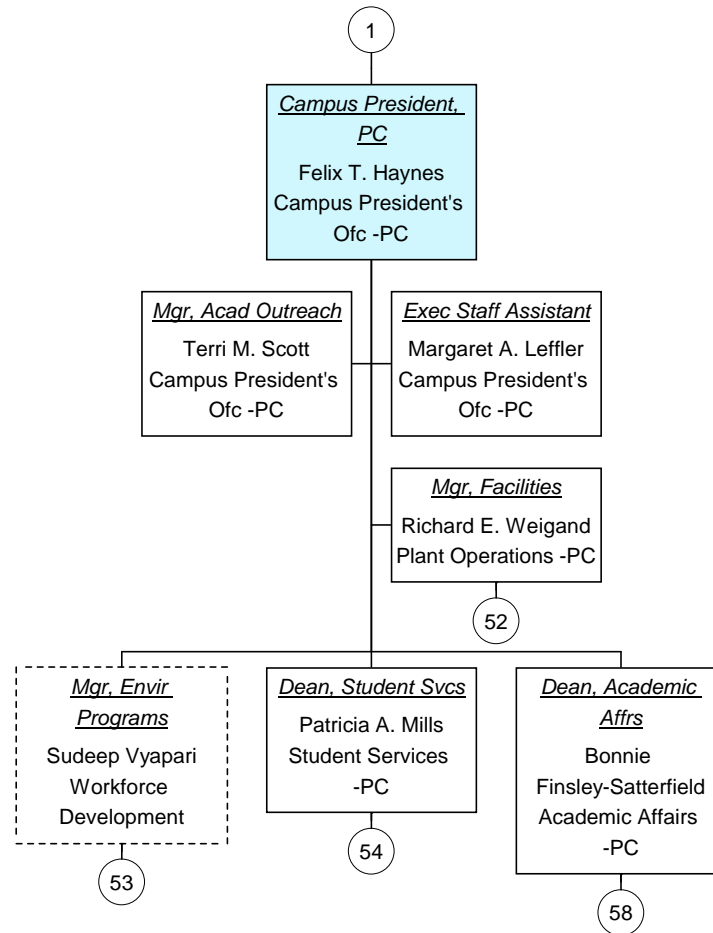 1
Campus President,
PC
Felix T. Haynes
Campus President's
Ofc -PC
Mgr, Acad Outreach
Terri M. Scott
Campus President's
Ofc -PC
Exec Staff Assistant
Margaret A. Leffler
Campus President's
Ofc -PC
Mgr, Facilities
Richard E. Weigand
Plant Operations -PC
52
Mgr, Envir
Programs
Sudeep Vyapari
Workforce
Development
53
Dean, Student Svcs
Patricia A. Mills
Student Services
-PC
54
Dean, Academic
Affrs
Bonnie
Finsley-Satterfield
Academic Affairs
-PC
58